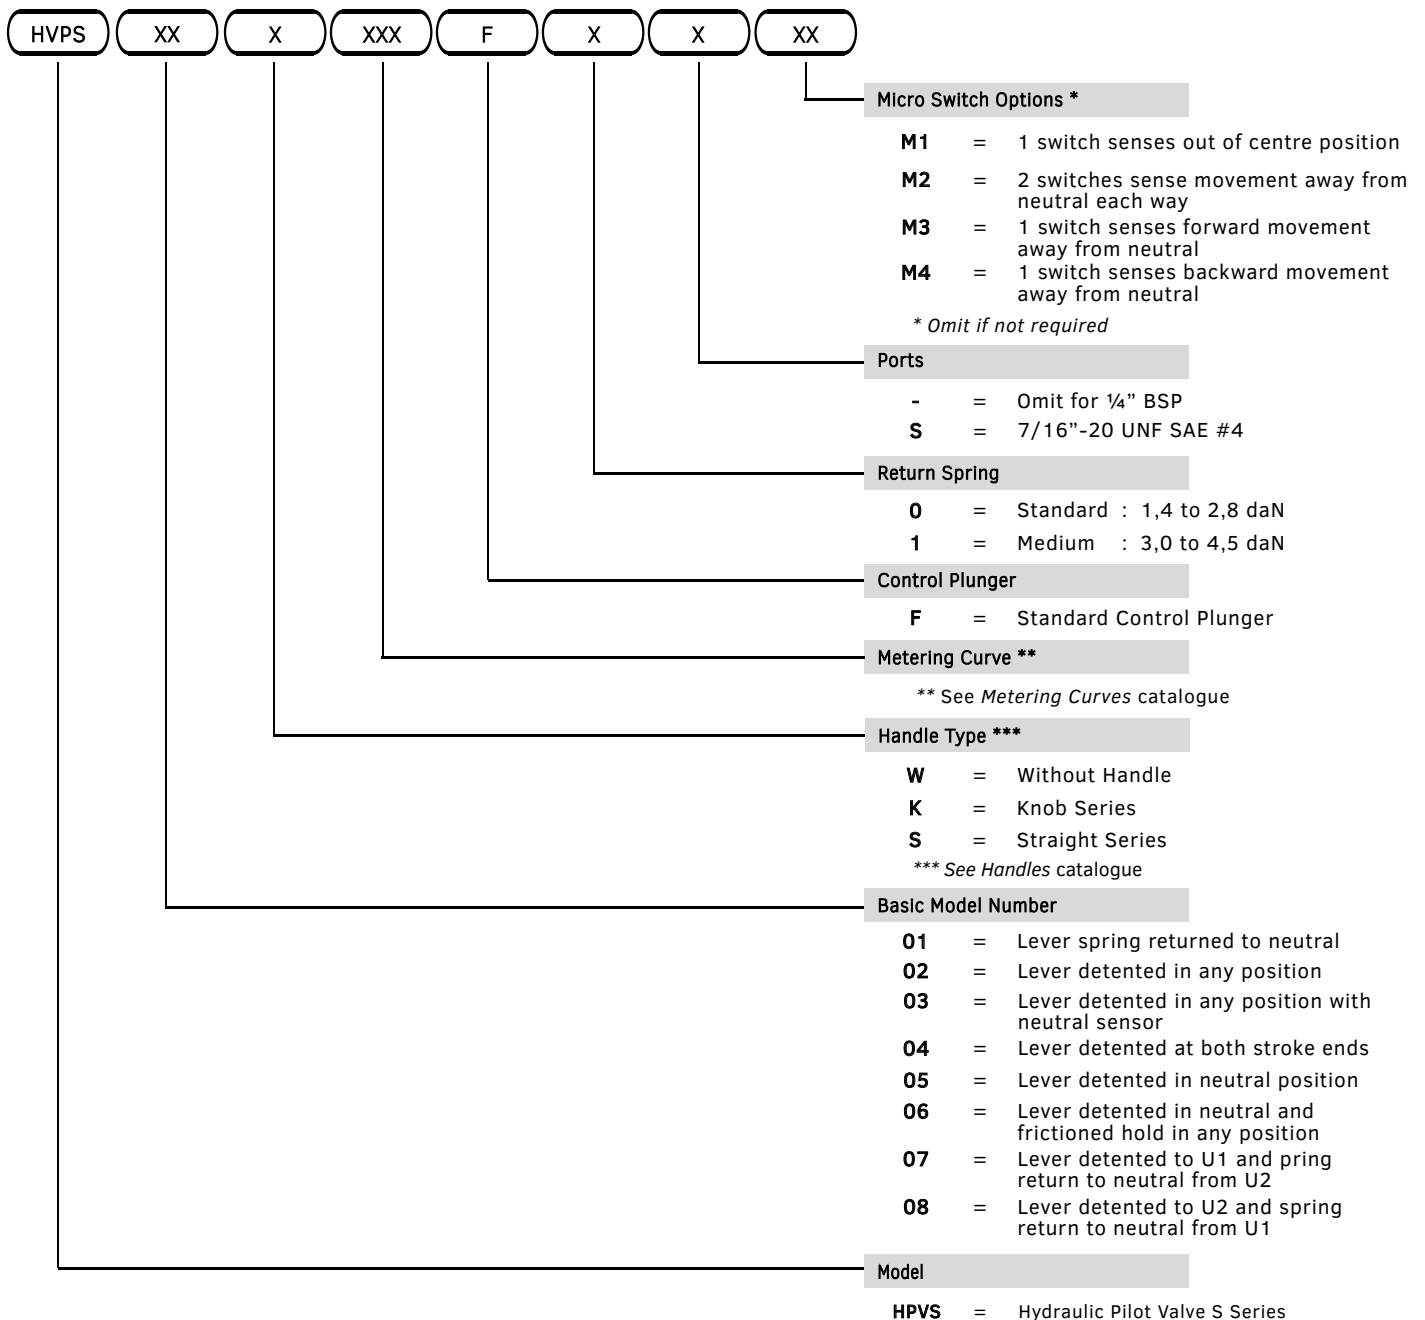 HVPS XX X XXX F X X XX
Micro Switch Options *
M1 = 1 switch senses out of centre position
M2 = 2 switches sense movement away from
neutral each way
M3 = 1 switch senses forward movement
away from neutral
M4 = 1 switch senses backward movement
away from neutral
* Omit if not required
Ports
- = Omit for ¼” BSP
S = 7/16”-20 UNF SAE #4
Return Spring
0 = Standard : 1,4 to 2,8 daN
1 = Medium : 3,0 to 4,5 daN
Control Plunger
F = Standard Control Plunger
Metering Curve **
** See Metering Curves catalogue
Handle Type ***
W = Without Handle
K = Knob Series
S = Straight Series
*** See Handles catalogue
Basic Model Number
01 = Lever spring returned to neutral
02 = Lever detented in any position
03 = Lever detented in any position with
neutral sensor
04 = Lever detented at both stroke ends
05 = Lever detented in neutral position
06 = Lever detented in neutral and
frictioned hold in any position
07 = Lever detented to U1 and pring
return to neutral from U2
08 = Lever detented to U2 and spring
return to neutral from U1
Model
HPVS = Hydraulic Pilot Valve S Series